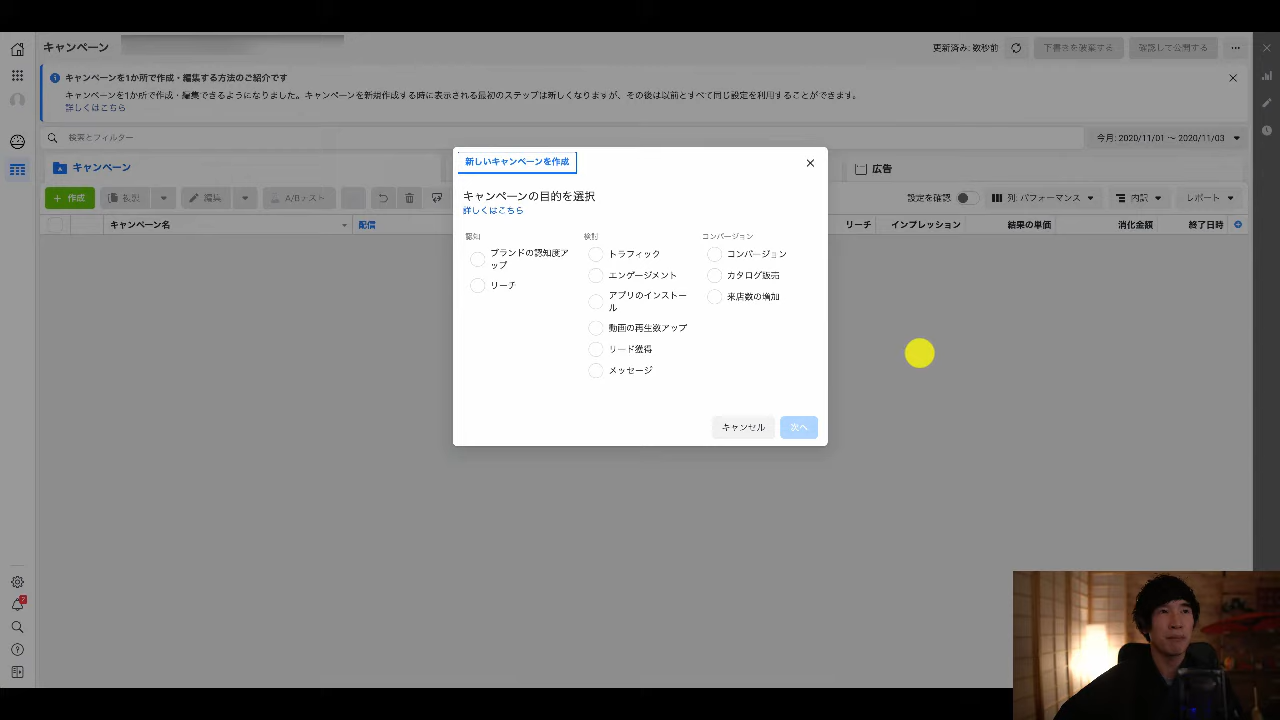 キャンペーン
更新済み: 数秒前
下書きを破棄する
確認して公開する
キャンペーンを1か所で作成・編集する方法のご紹介です
キャンペーンを1か所で作成・編集できるようになりました。キャンペーンを新規作成する時に表示される最初のステップは新しくなりますが、その後は以前とすべて同じ設定を利用することができます。
詳しくはこちら
検索とフィルター
今月: 2020/11/01 ～ 2020/11/03
キャンペーン
広告
+ 作成
複製
編集
A/Bテスト
設定を確認
列: パフォーマンス
内訳
レポート
キャンペーン名
配信
リーチ
インプレッション
結果の単価
消化金額
終了日時
新しいキャンペーンを作成
キャンペーンの目的を選択
詳しくはこちら
認知
ブランドの認知度ア
ップ
リーチ
検討
トラフィック
エンゲージメント
アプリのインストー
ル
動画の再生数アップ
リード獲得
メッセージ
コンバージョン
コンバージョン
カタログ販売
来店数の増加
キャンセル
次へ
2